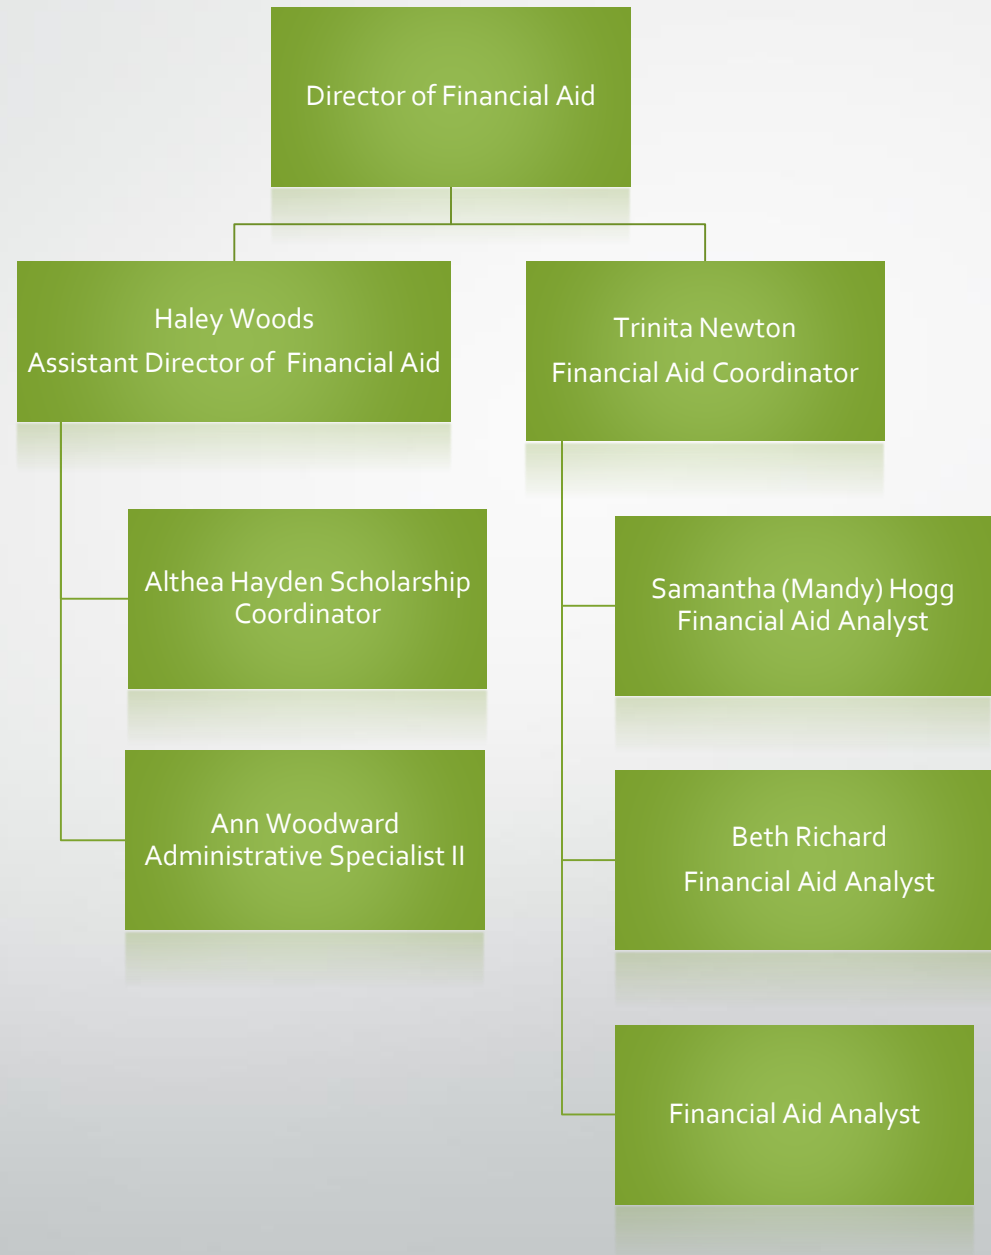 Director of Financial Aid
Haley Woods
Assistant Director of Financial Aid
Trinita Newton
Financial Aid Coordinator
Althea Hayden Scholarship
Coordinator
Ann Woodward
Administrative Specialist II
Samantha (Mandy) Hogg
Financial Aid Analyst
Beth Richard
Financial Aid Analyst
Financial Aid Analyst